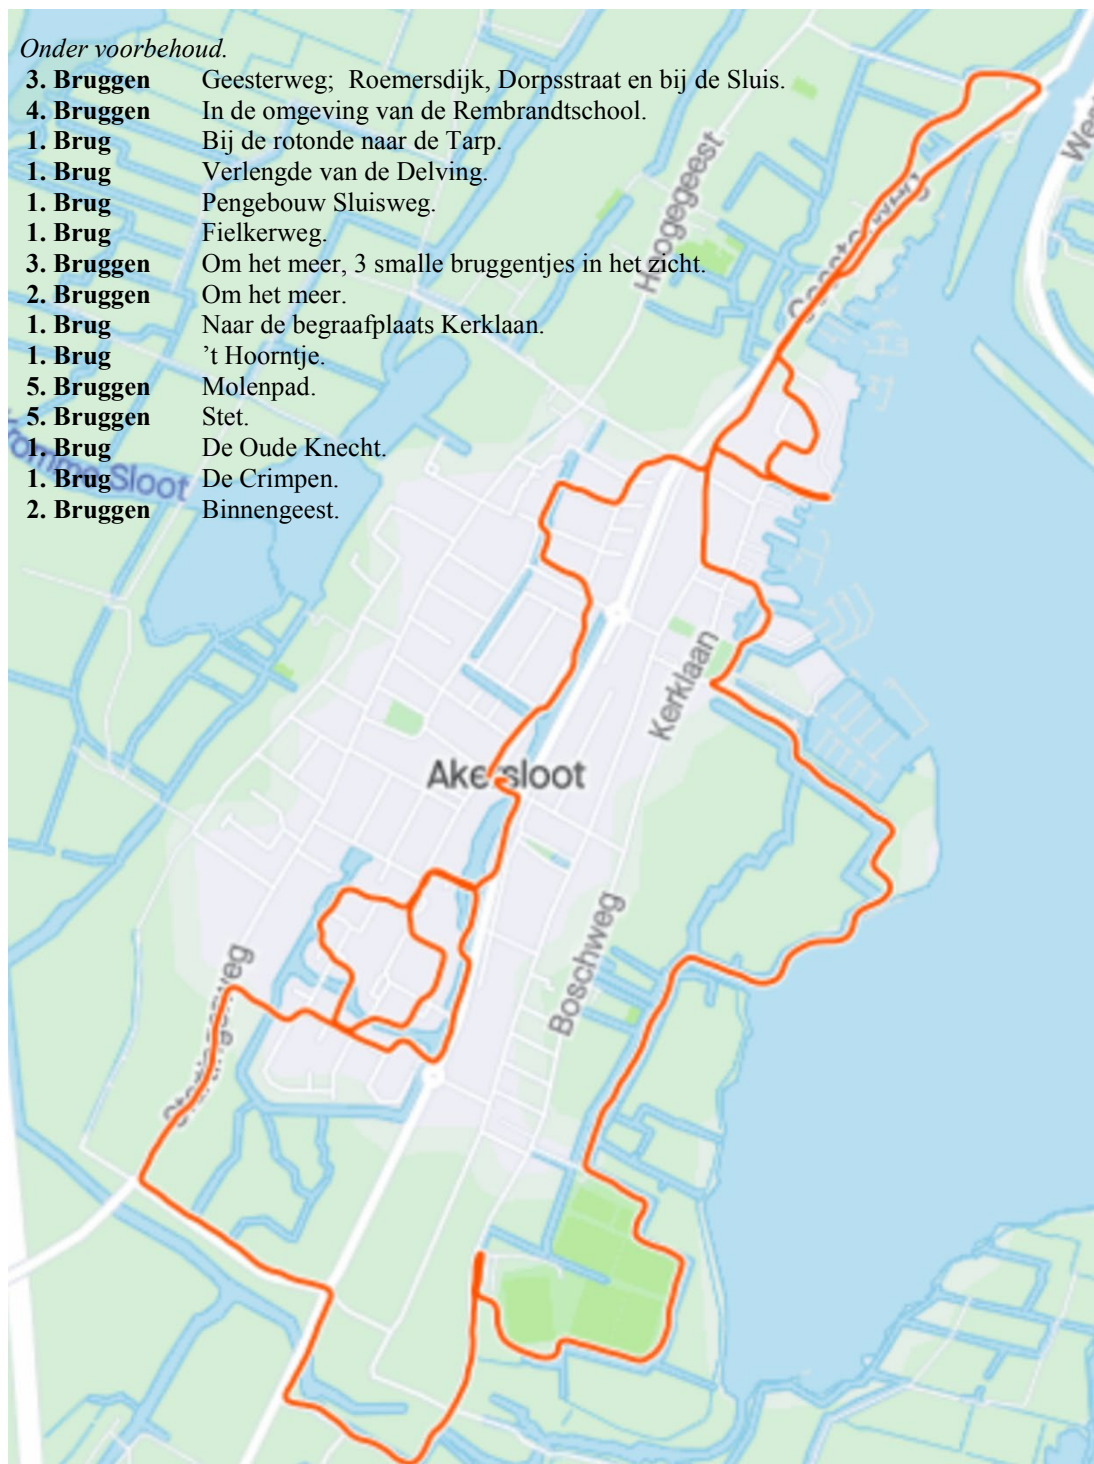 Onder voorbehoud.
3. Bruggen Geesterweg; Roemersdijk, Dorpsstraat en bij de Sluis.
4. Bruggen In de omgeving van de Rembrandtschool.
1. Brug Bij de rotonde naar de Tarp.
1. Brug Verlengde van de Delving.
1. Brug Pengebouw Sluisweg.
1. Brug Fielkerweg.
3. Bruggen Om het meer, 3 smalle bruggentjes in het zicht.
2. Bruggen Om het meer.
1. Brug Naar de begraafplaats Kerklaan.
1. Brug ’t Hoorntje.
5. Bruggen Molenpad.
5. Bruggen Stet.
1. Brug De Oude Knecht.
1. Brug De Crimpen.
2. Bruggen Binnengeest.
Hoogegeest
Sloot
Kerklaan
Akersloot
Boschweg